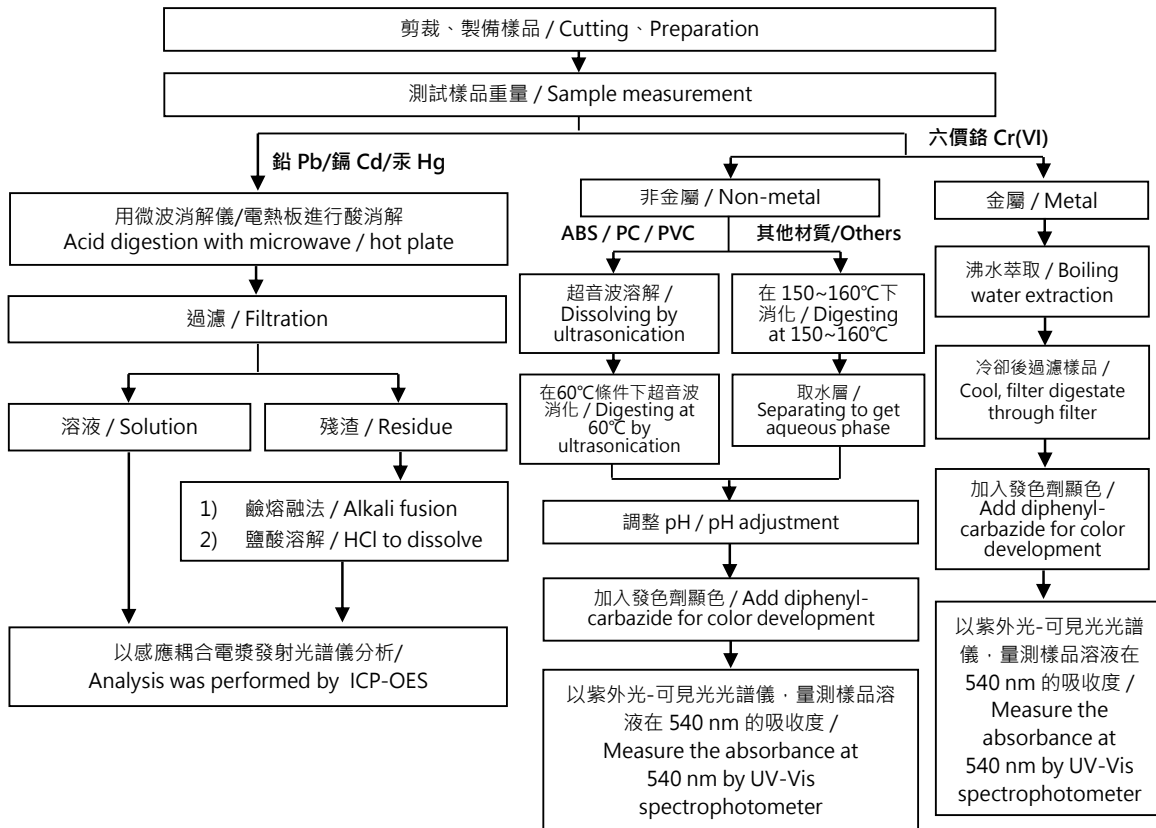 剪裁、製備樣品 / Cutting、Preparation
測試樣品重量 / Sample measurement
鉛 Pb/鎘 Cd/汞 Hg
六價鉻 Cr(VI)
用微波消解儀/電熱板進行酸消解
Acid digestion with microwave / hot plate
過濾 / Filtration
溶液 / Solution
殘渣 / Residue
1) 鹼熔融法 / Alkali fusion
2) 鹽酸溶解 / HCl to dissolve
以感應耦合電漿發射光譜儀分析/
Analysis was performed by ICP-OES
非金屬 / Non-metal
ABS / PC / PVC
其他材質/Others
超音波溶解 /
Dissolving by
ultrasonication
在60℃條件下超音波
消化 / Digesting at
60℃ by
ultrasonication
在 150~160℃下
消化 / Digesting
at 150~160℃
取水層 /
Separating to get
aqueous phase
調整 pH / pH adjustment
加入發色劑顯色 / Add diphenyl-
carbazide for color development
以紫外光-可見光光譜儀，量測樣品溶
液在 540 nm 的吸收度 /
Measure the absorbance at
540 nm by UV-Vis
spectrophotometer
金屬 / Metal
沸水萃取 / Boiling
water extraction
冷卻後過濾樣品 /
Cool, filter digestate
through filter
加入發色劑顯色 /
Add diphenyl-
carbazide for color
development
以紫外光-可見光光譜
儀，量測樣品溶液在
540 nm 的吸收度 /
Measure the
absorbance at
540 nm by UV-Vis
spectrophotometer